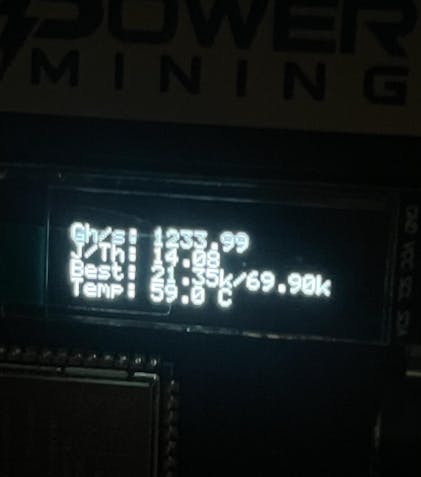 POWER
MINING
Gh/s: 1233.99
J/Th: 14.08
Best: 21.35k/69.90k
Temp: 59.0 C